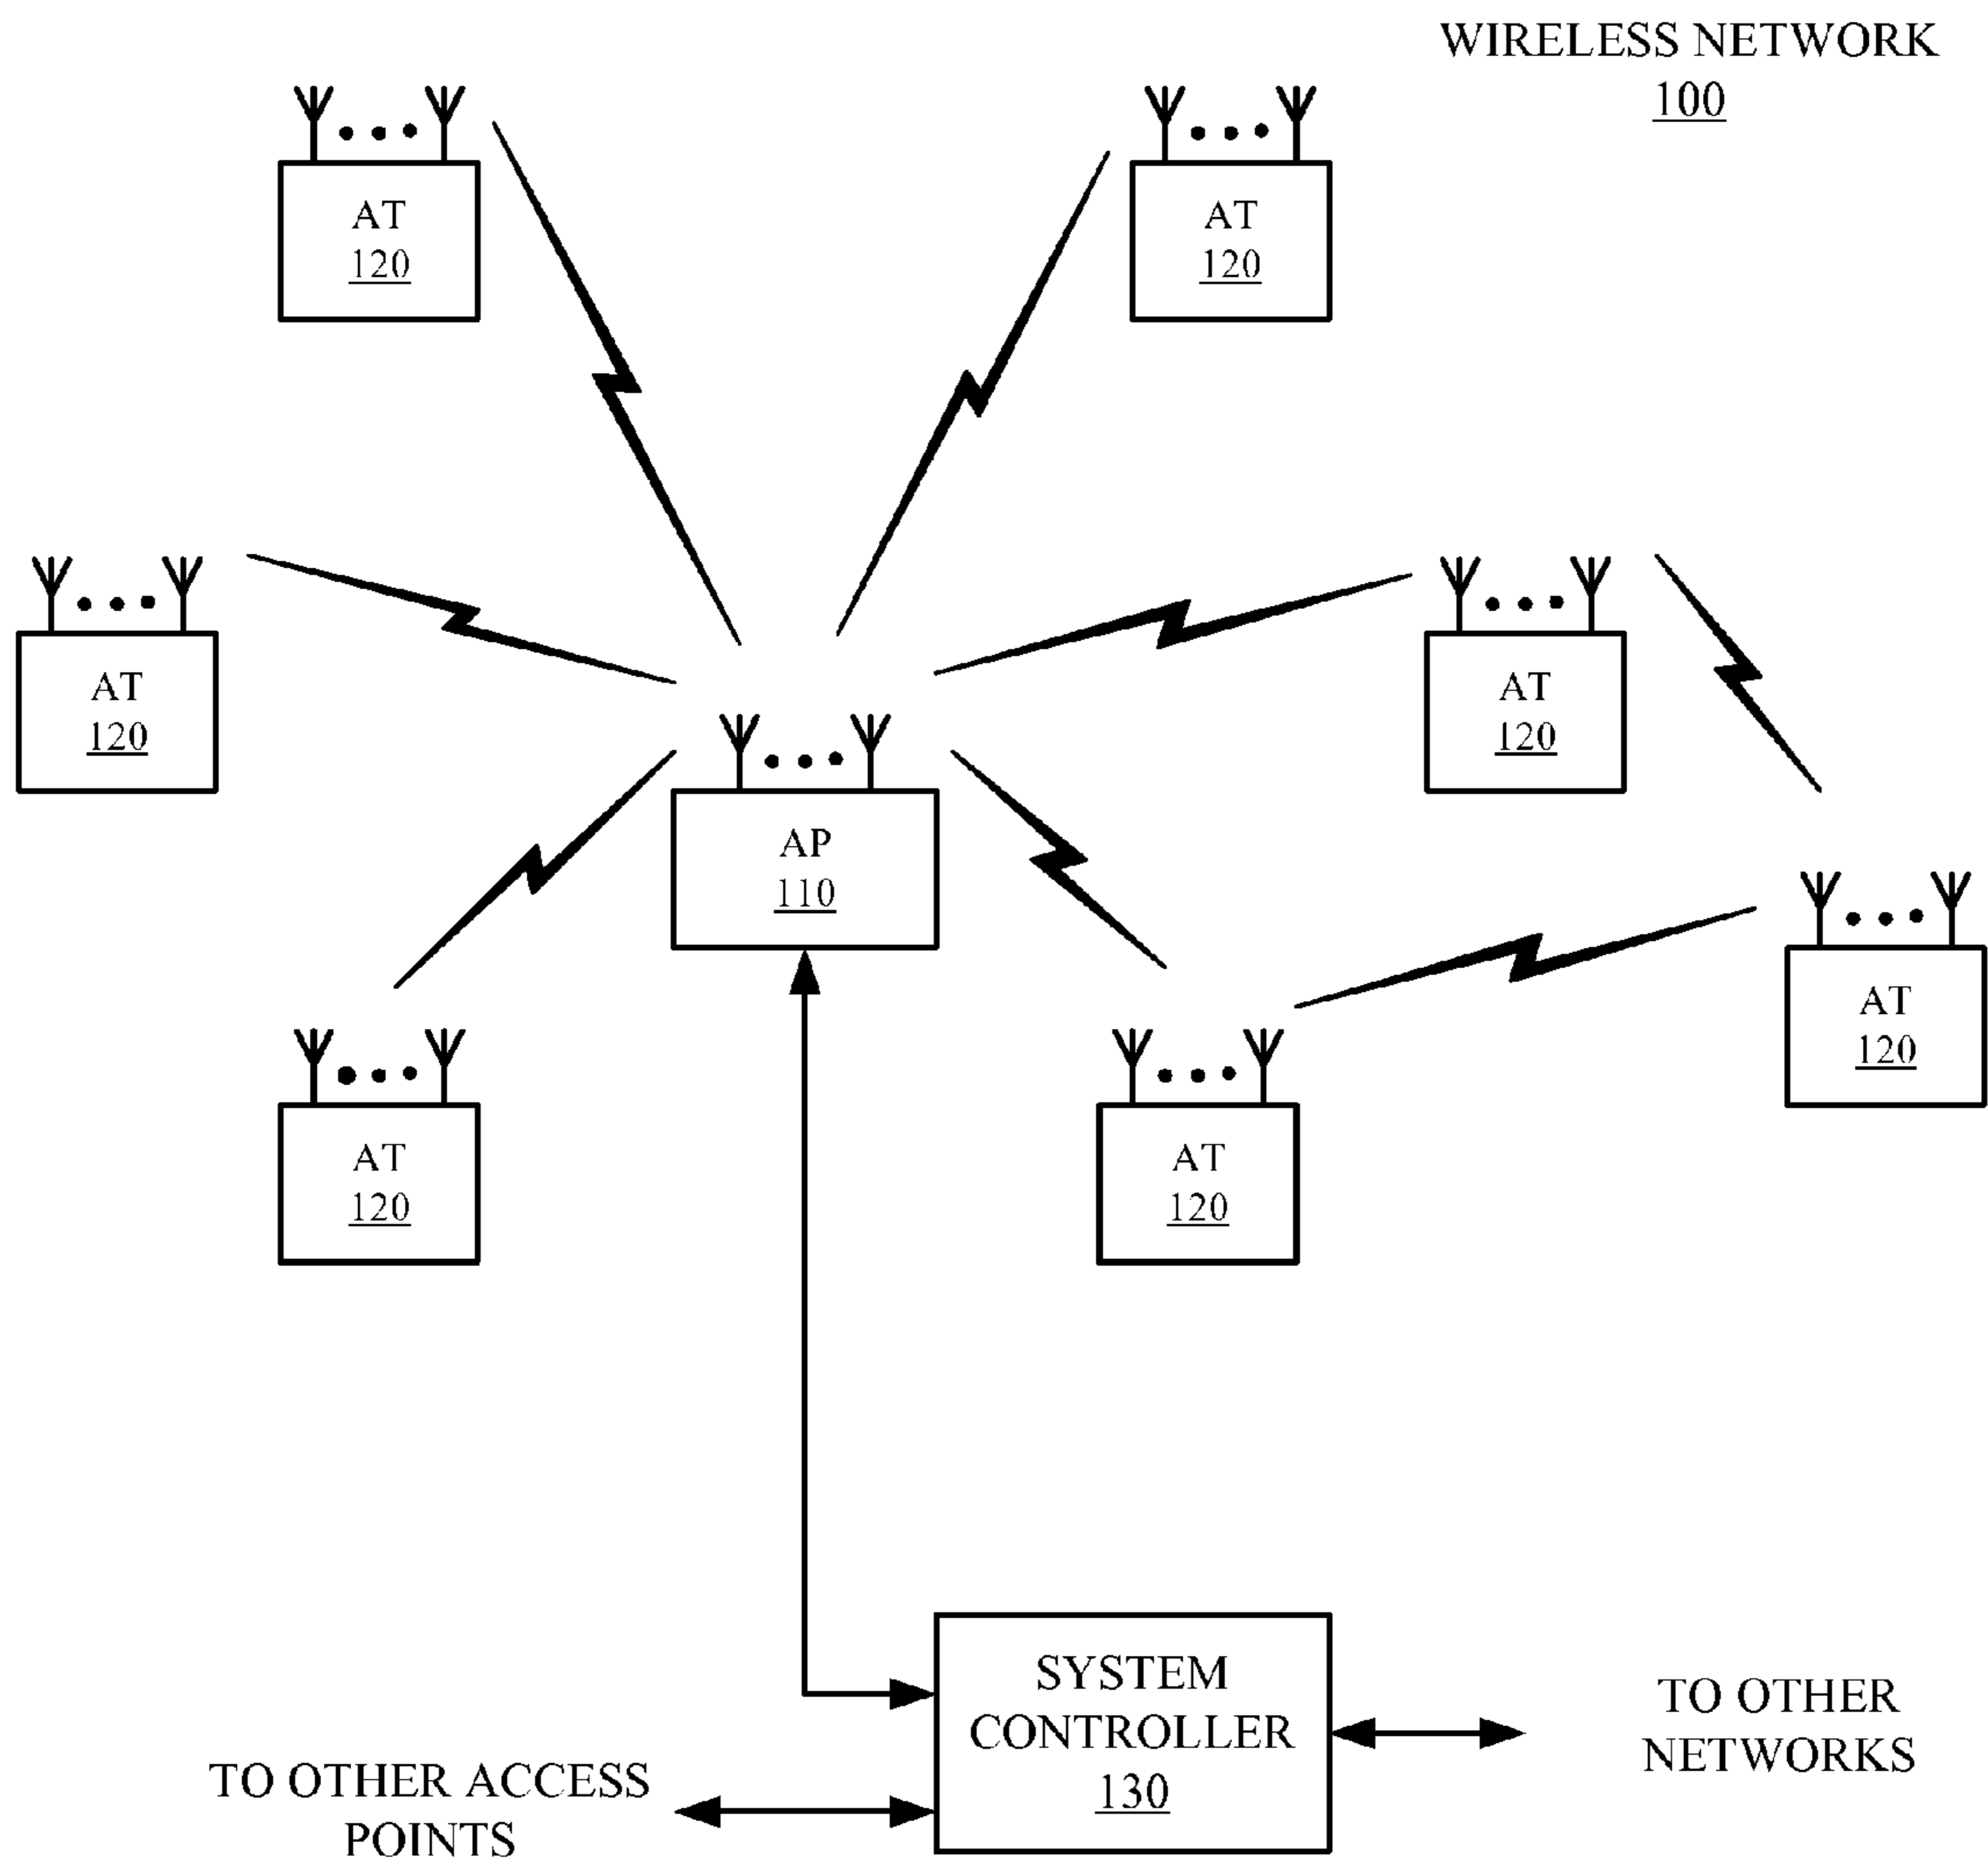 WIRELESS NETWORK
100
AT
120
AT
120
AT
120
AT
120
AP
110
AT
120
AT
120
AT
120
SYSTEM
CONTROLLER
130
TO OTHER
NETWORKS
TO OTHER ACCESS
POINTS